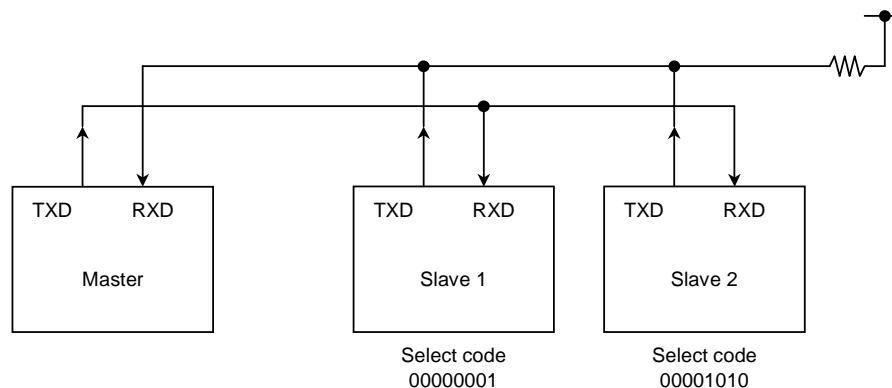 TXD RXD
Master
TXD RXD
Slave 1
TXD RXD
Slave 2
Select code
00000001
Select code
00001010